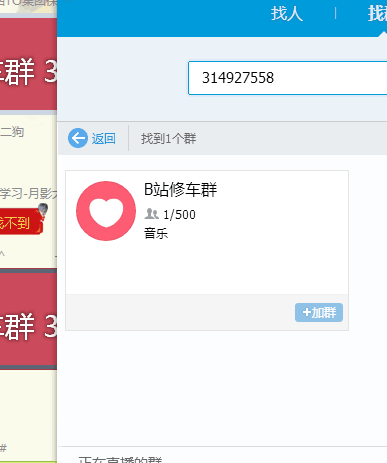 找人
找群
314927558
返回
找到1个群
B站修车群
1/500
音乐
+加群
车群 3
二狗
学习-月影
找不到
车群 3
正在直播的群
#